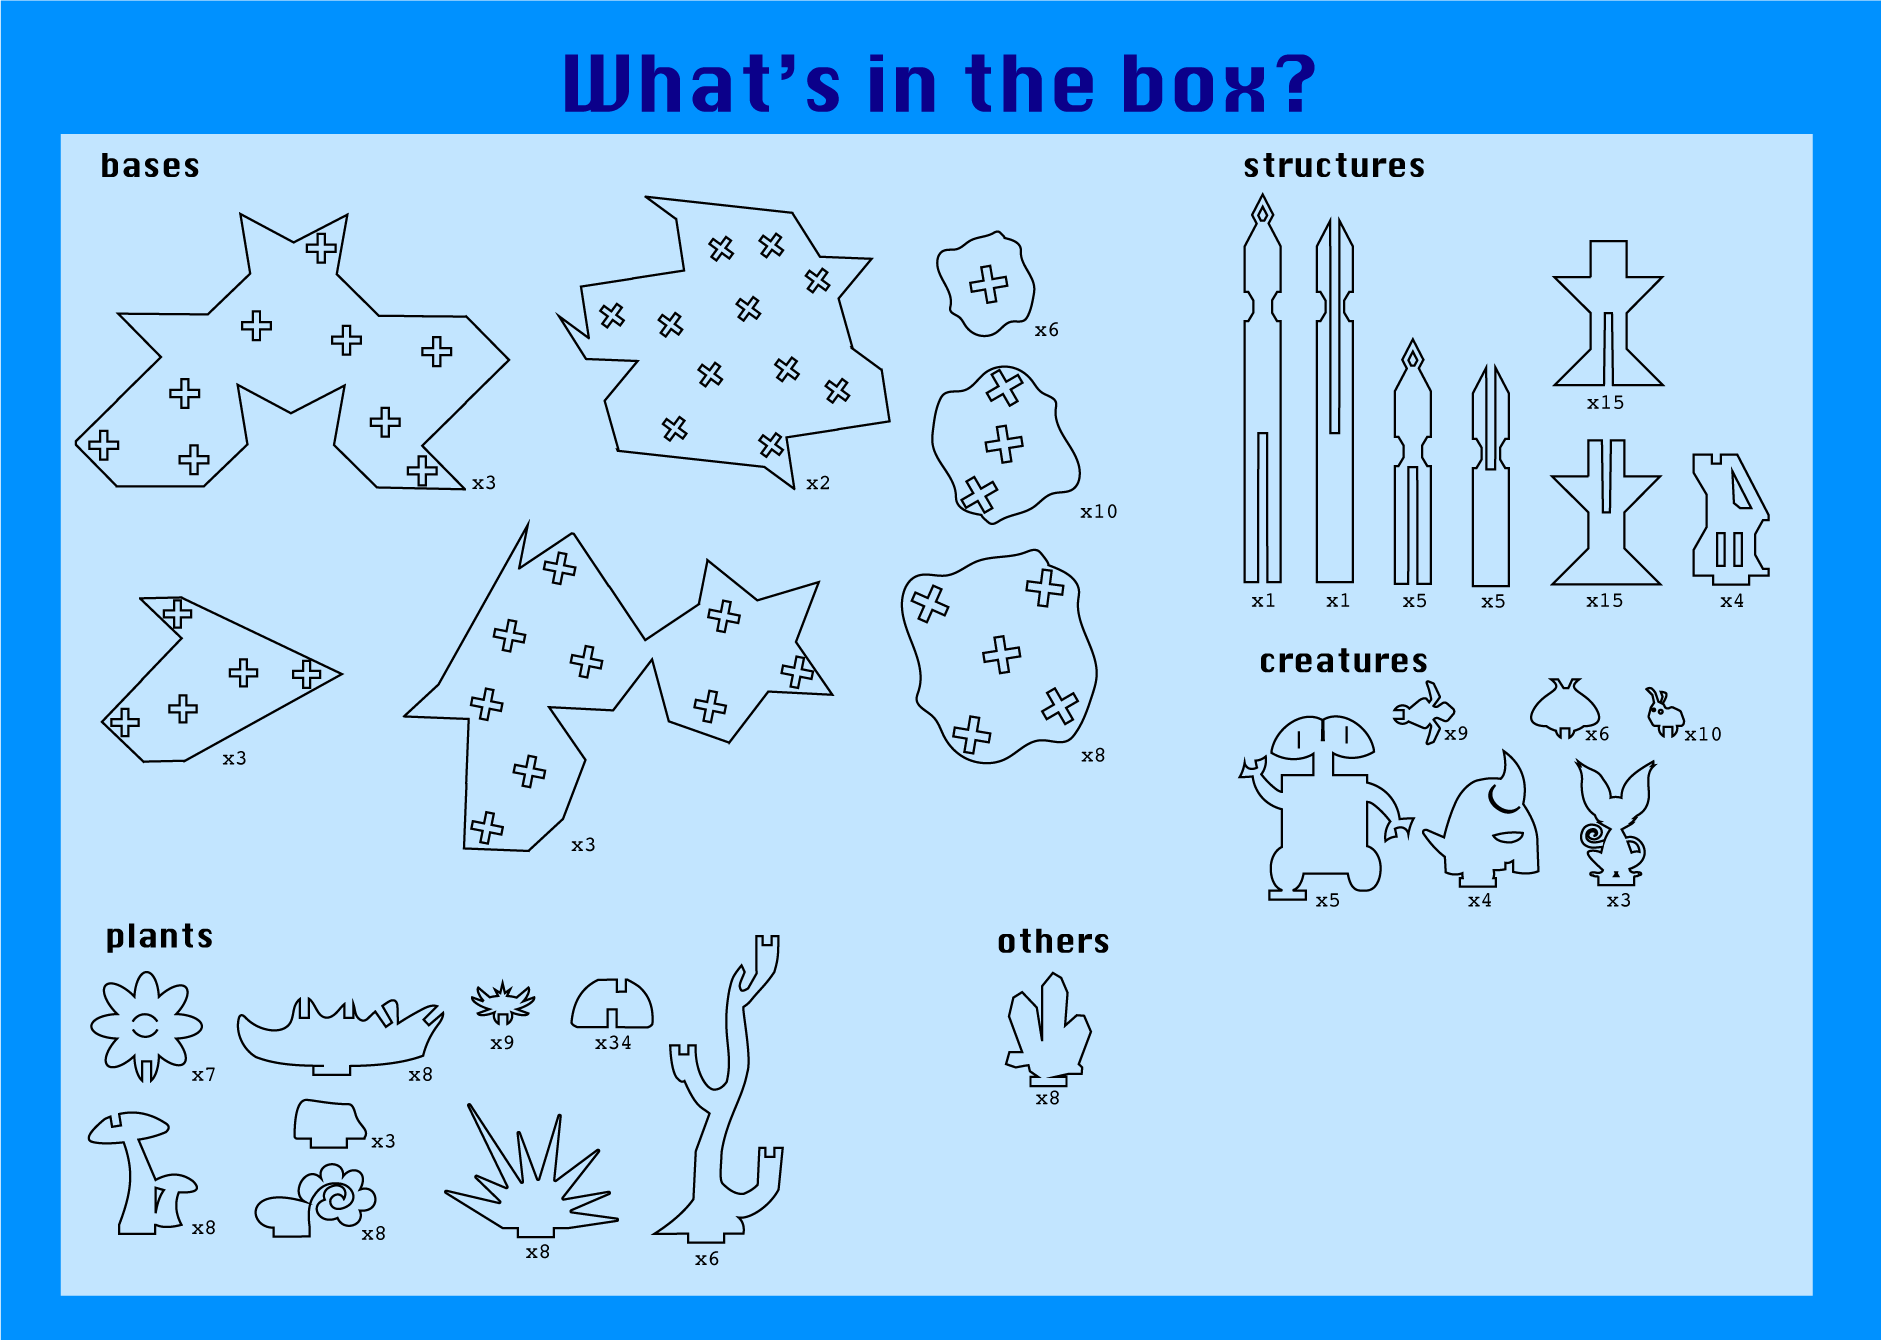 What's in the box?
bases
x3
x2
x6
x10
x3
x3
x8
structures
x1
x1
x5
x5
x15
x15
x4
creatures
x9
x6
x10
x5
x4
x3
plants
x7
x8
x9
x34
x8
x3
x8
x8
x6
others
x8